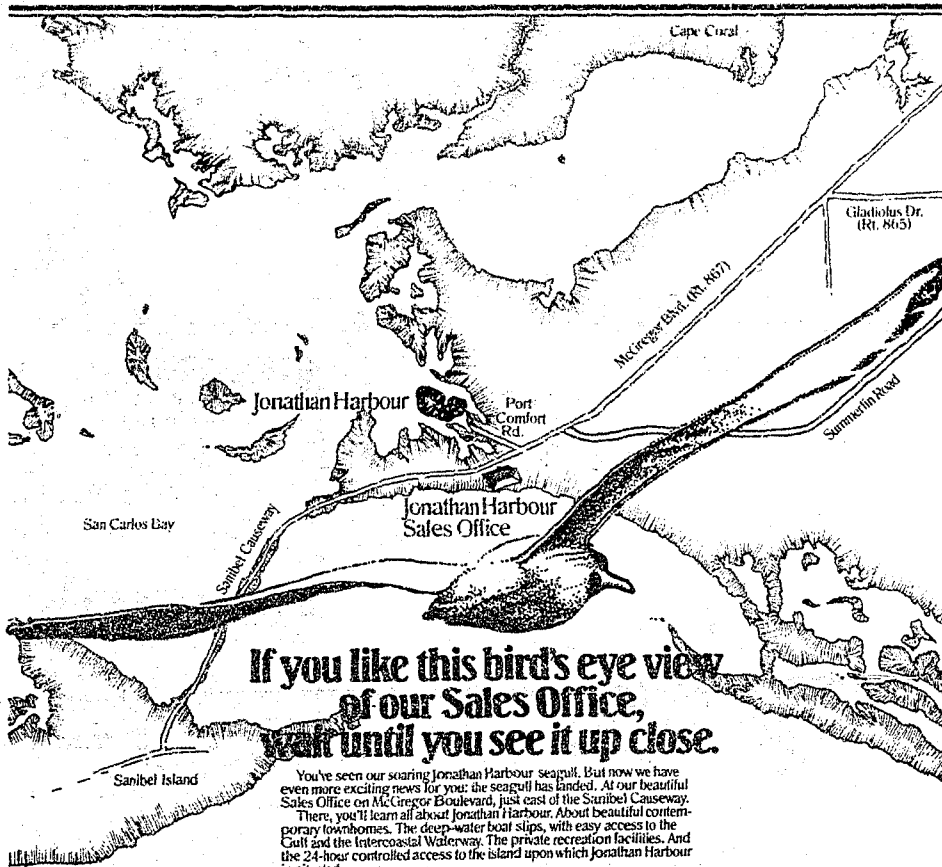 Cape Coral
Gladiolus Dr.
(Rt. 865)
McGregor Blvd. (Rt. 867)
Jonathan Harbour
Port
Comfort
Rd.
Summerlin Road
Jonathan Harbour
Sales Office
San Carlos Bay
Sanibel Causeway
If you like this bird's eye view
of our Sales Office,
wait until you see it up close.
Sanibel Island
You've seen our soaring Jonathan Harbour seagull. But now we have
even more exciting news for you: the seagull has landed. At our beautiful
Sales Office on McGregor Boulevard, just east of the Sanibel Causeway.
There, you'll learn all about Jonathan Harbour. About beautiful contem-
porary townhomes. The deep-water boat slips, with easy access to the
Gulf and the Intercoastal Waterway. The private recreation facilities. And
the 24-hour controlled access to the island upon which Jonathan Harbour